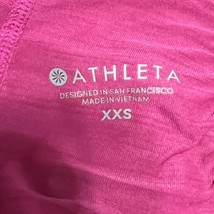 ATHLETA
DESIGNED IN SAN FRANCISCO
MADE IN VIETNAM
XXS